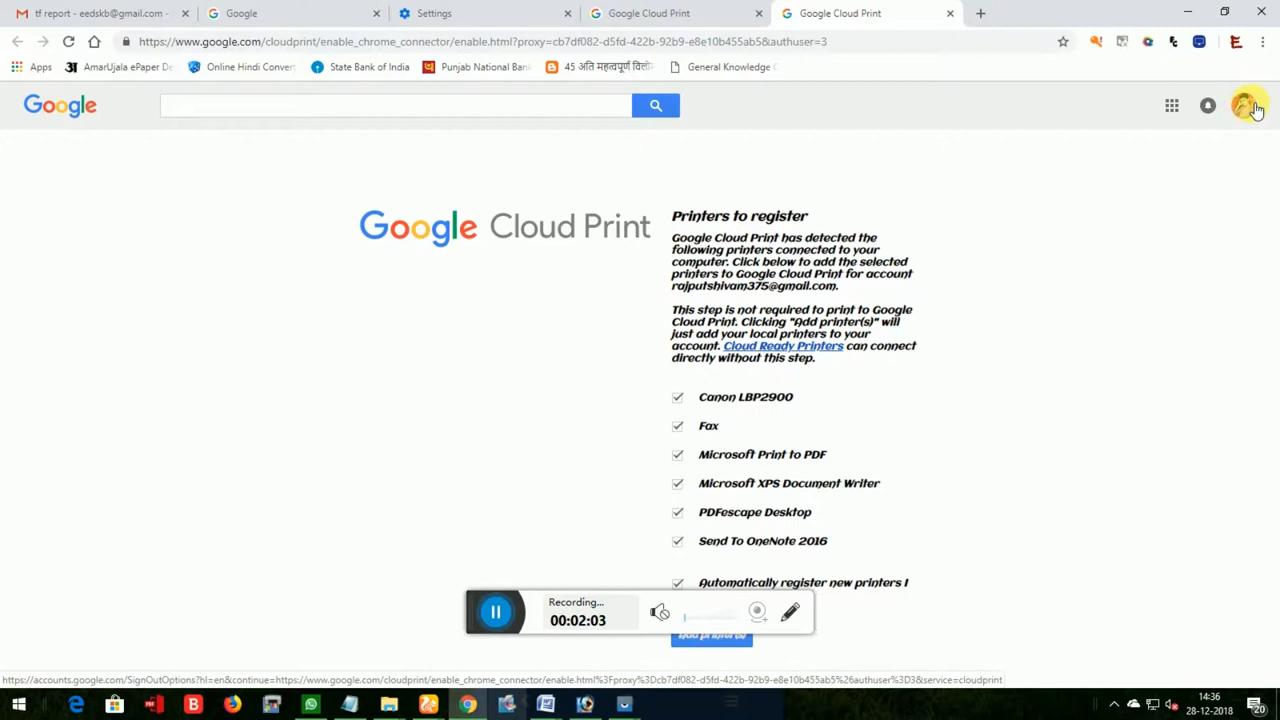 tf report - eedskb@gmail.com
Google
Settings
Google Cloud Print
Google Cloud Print
https://www.google.com/cloudprint/enable_chrome_connector/enable.html?proxy=cb7df082-d5fd-422b-92b9-e8e10b455ab5&authuser=3
Apps
AmarUjala ePaper De
Online Hindi Convert
State Bank of India
Punjab National Bank
45 अति महत्वपूर्ण विलो
General Knowledge
Google
Google Cloud Print
Printers to register
Google Cloud Print has detected the
following printers connected to your
computer. Click below to add the selected
printers to Google Cloud Print for account
rajputshivam375@gmail.com.
This step is not required to print to Google
Cloud Print. Clicking "Add printer(s)" will
just add your local printers to your
account. Cloud Ready Printers can connect
directly without this step.
Canon LBP2900
Fax
Microsoft Print to PDF
Microsoft XPS Document Writer
PDFescape Desktop
Send To OneNote 2016
Automatically register new printers I
Recording...
00:02:03
Add printer(s)
https://accounts.google.com/SignOutOptions?hl=en&continue=https://www.google.com/cloudprint/enable_chrome_connector/enable.html%3Fproxy%3Dcb7df082-d5fd-422b-92b9-e8e10b455ab5%26authuser%3D3&service=cloudprint
14:36
28-12-2018
20